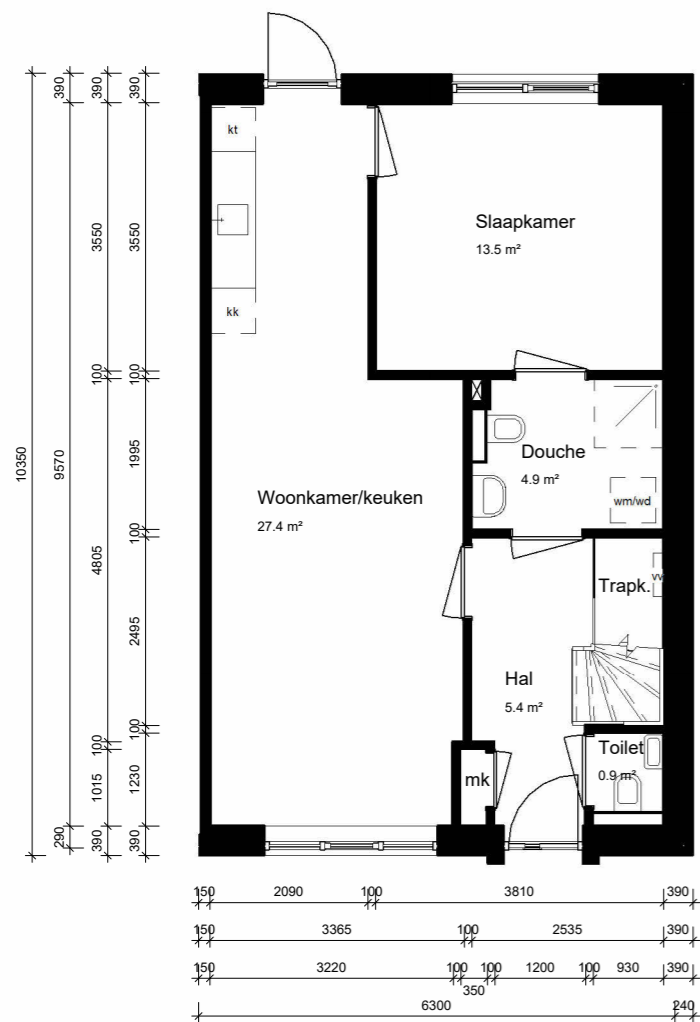 kt
Slaapkamer
13.5 m²
kk
Douche
4.9 m²
wm/wd
Woonkamer/keuken
27.4 m²
Trapk.
Hal
5.4 m²
Toilet
0.9 m²
mk
10350
9570
290
390
3550
100
4805
100
1015
390
390
3550
100
1995
100
2495
100
1230
390
390
150 2090 100 3810 390
150 3365 100 2535 390
150 3220 100 350 100 1200 100 930 390
6300 240